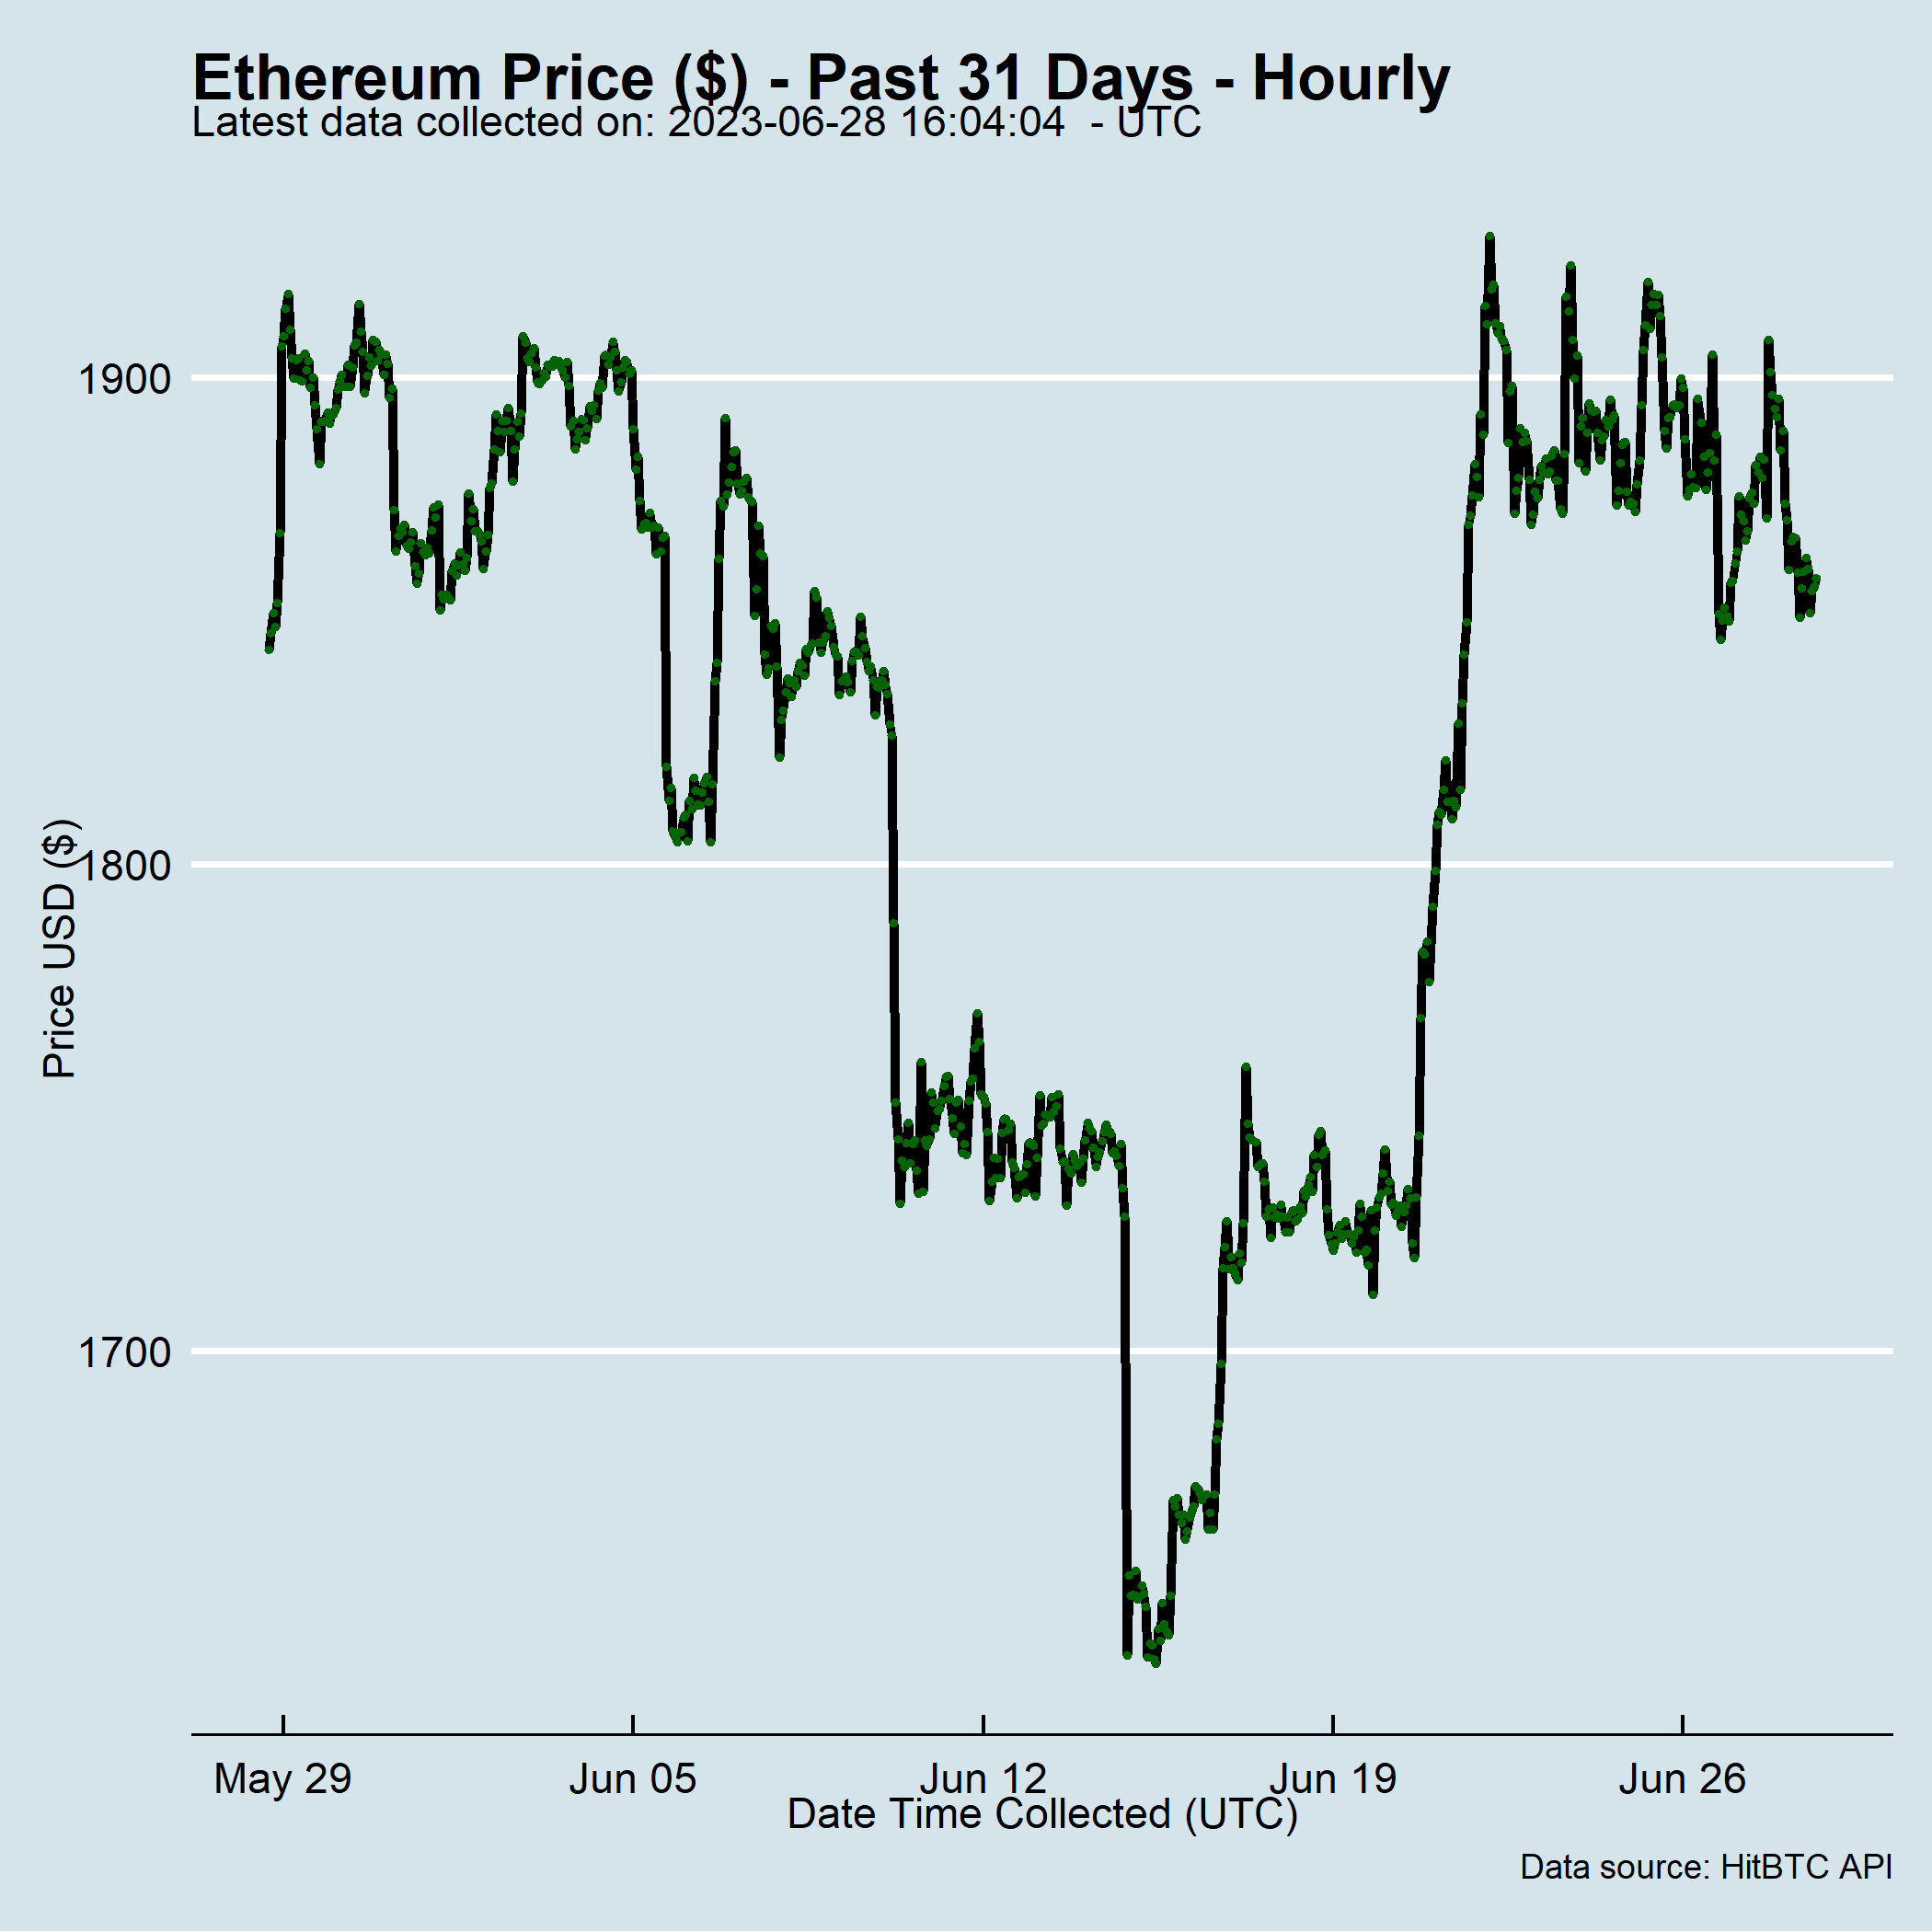 Ethereum Price ($) - Past 31 Days - Hourly
Latest data collected on: 2023-06-28 16:04:04  - UTC
1900
1800
1700
Price USD ($)
May 29
Jun 05
Jun 12
Jun 19
Jun 26
Date Time Collected (UTC)
Data source: HitBTC API